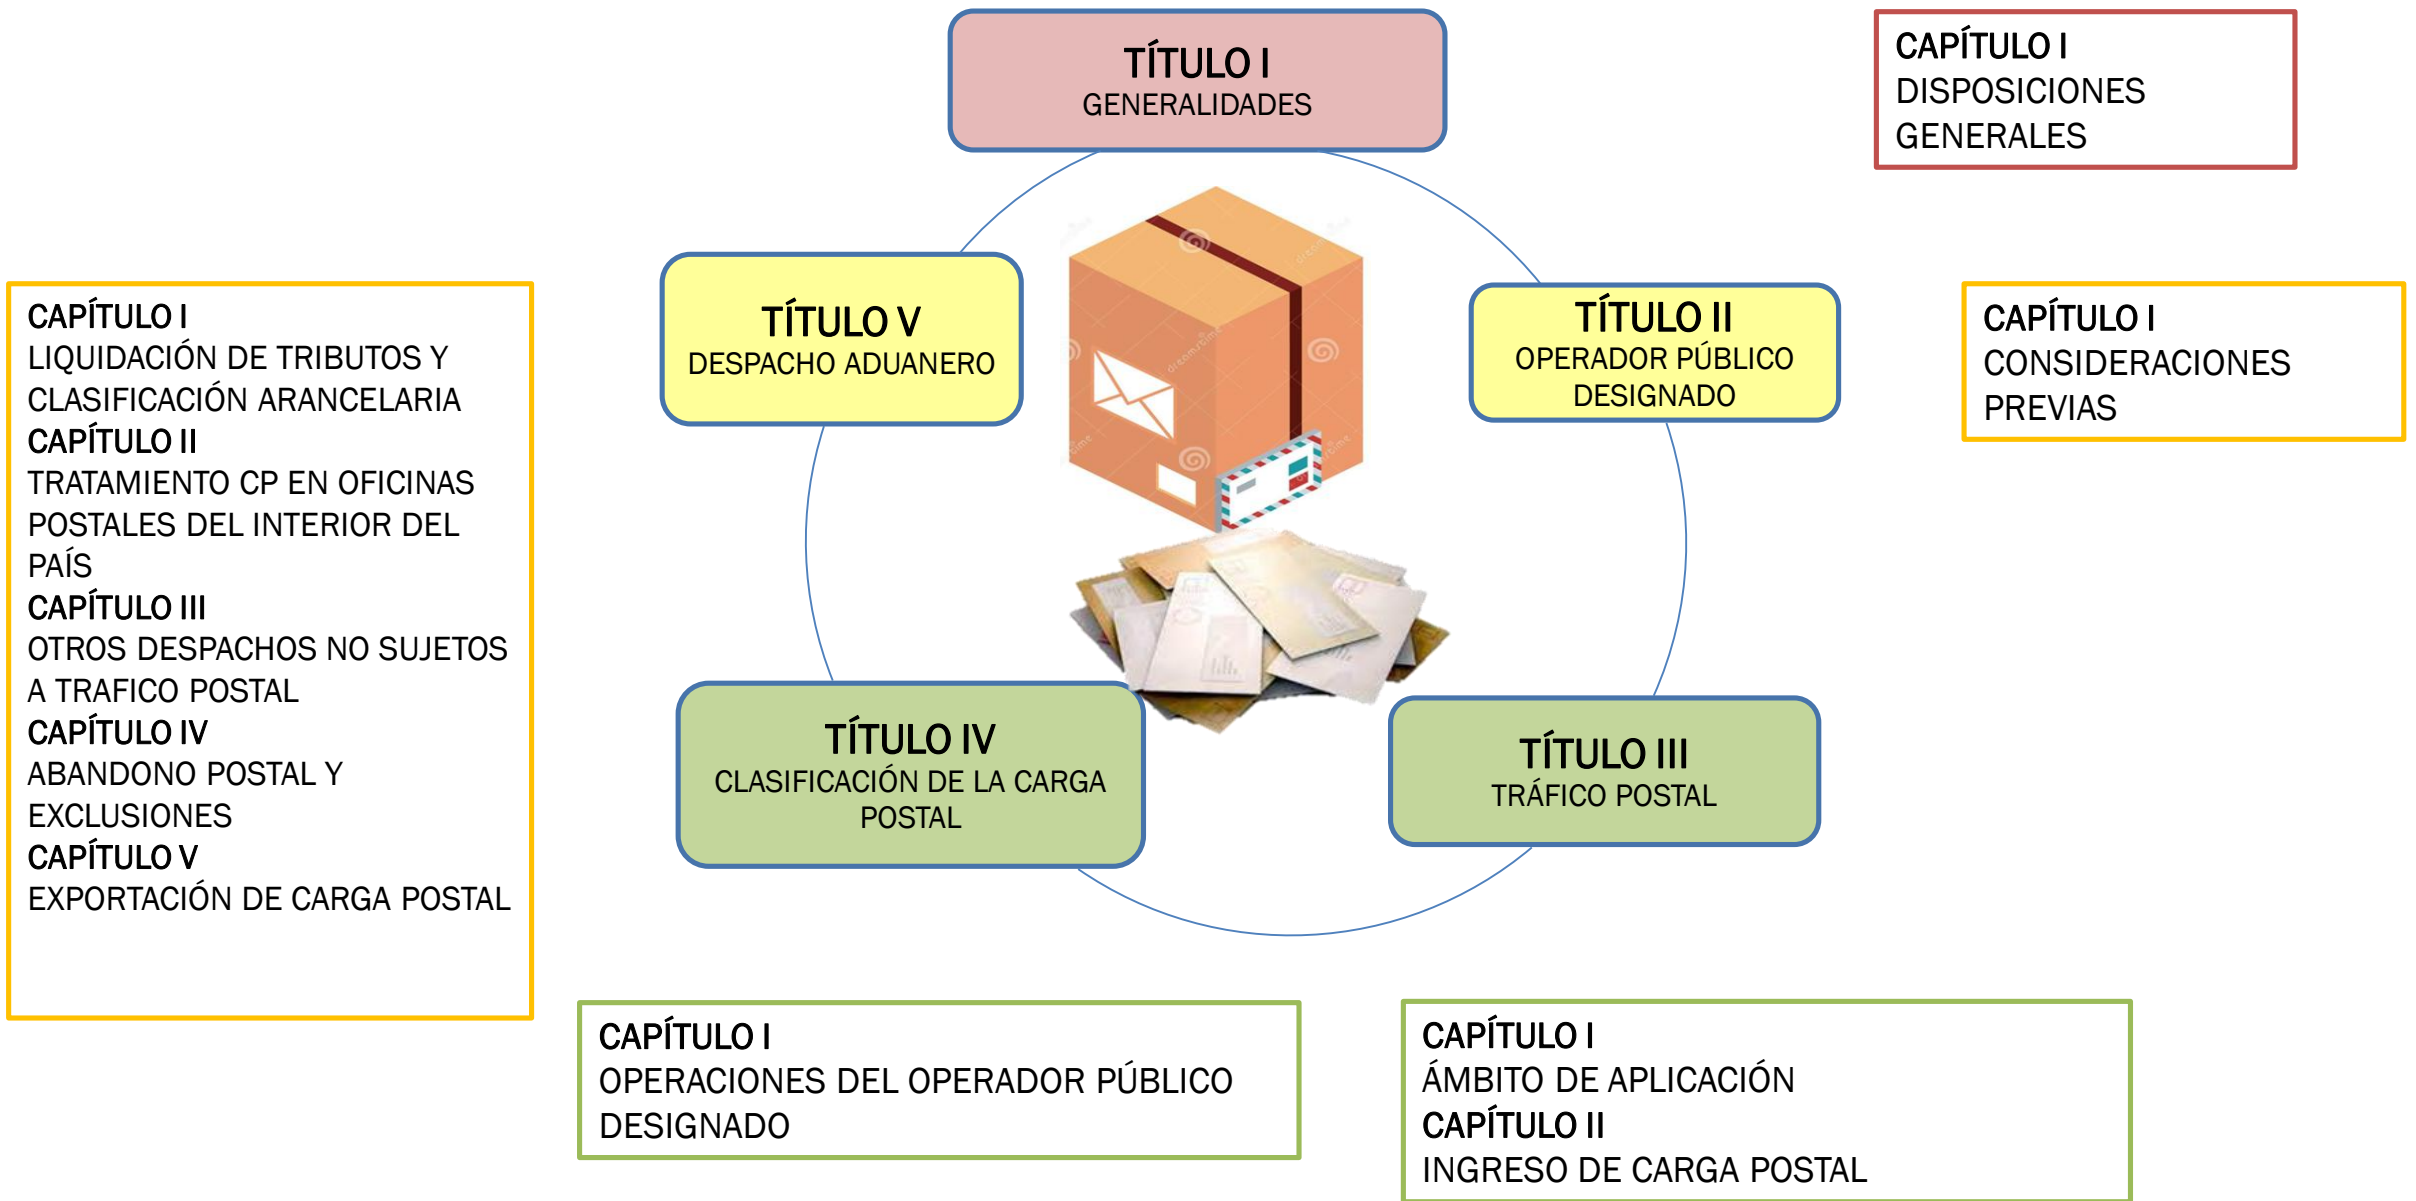 TÍTULO I
GENERALIDADES
CAPÍTULO I
DISPOSICIONES
GENERALES
TÍTULO V
DESPACHO ADUANERO
TÍTULO II
OPERADOR PÚBLICO
DESIGNADO
CAPÍTULO I
CONSIDERACIONES
PREVIAS
CAPÍTULO I
LIQUIDACIÓN DE TRIBUTOS Y
CLASIFICACIÓN ARANCELARIA
CAPÍTULO II
TRATAMIENTO CP EN OFICINAS
POSTALES DEL INTERIOR DEL
PAÍS
CAPÍTULO III
OTROS DESPACHOS NO SUJETOS
A TRAFICO POSTAL
CAPÍTULO IV
ABANDONO POSTAL Y
EXCLUSIONES
CAPÍTULO V
EXPORTACIÓN DE CARGA POSTAL
dreamstime
TÍTULO IV
CLASIFICACIÓN DE LA CARGA
POSTAL
TÍTULO III
TRÁFICO POSTAL
CAPÍTULO I
OPERACIONES DEL OPERADOR PÚBLICO
DESIGNADO
CAPÍTULO I
ÁMBITO DE APLICACIÓN
CAPÍTULO II
INGRESO DE CARGA POSTAL